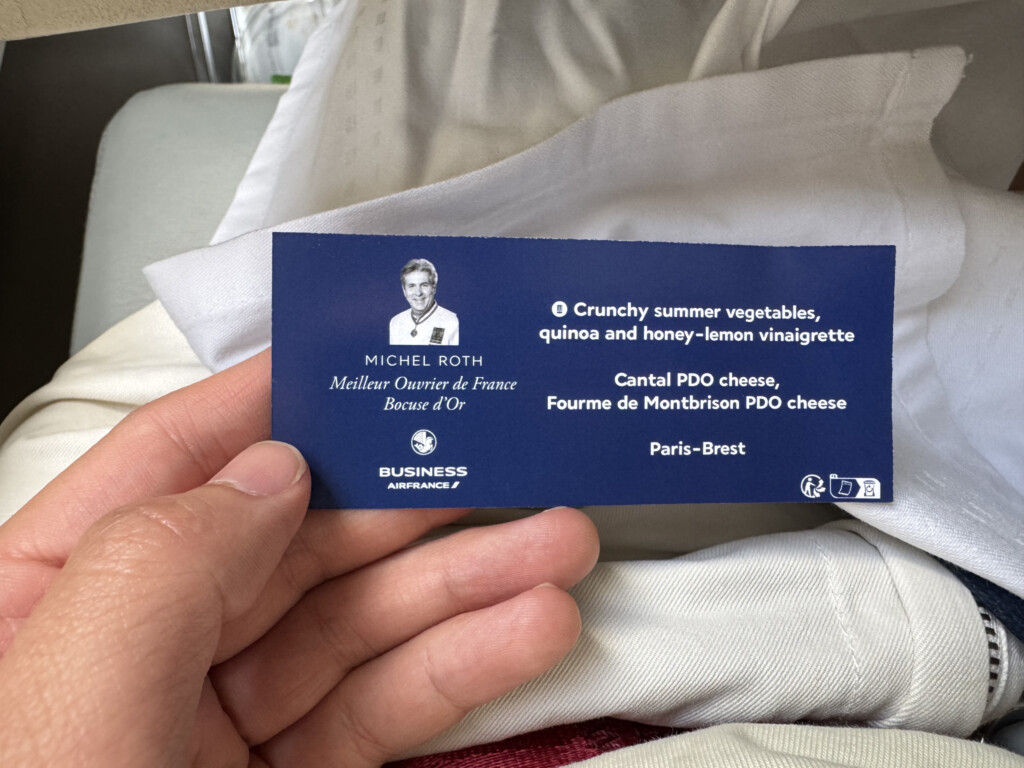 MICHEL ROTH
Meilleur Ouvrier de France
Bocuse d'Or
BUSINESS
AIRFRANCE
Crunchy summer vegetables,
quinoa and honey-lemon vinaigrette
Cantal PDO cheese,
Fourme de Montbrison PDO cheese
Paris-Brest